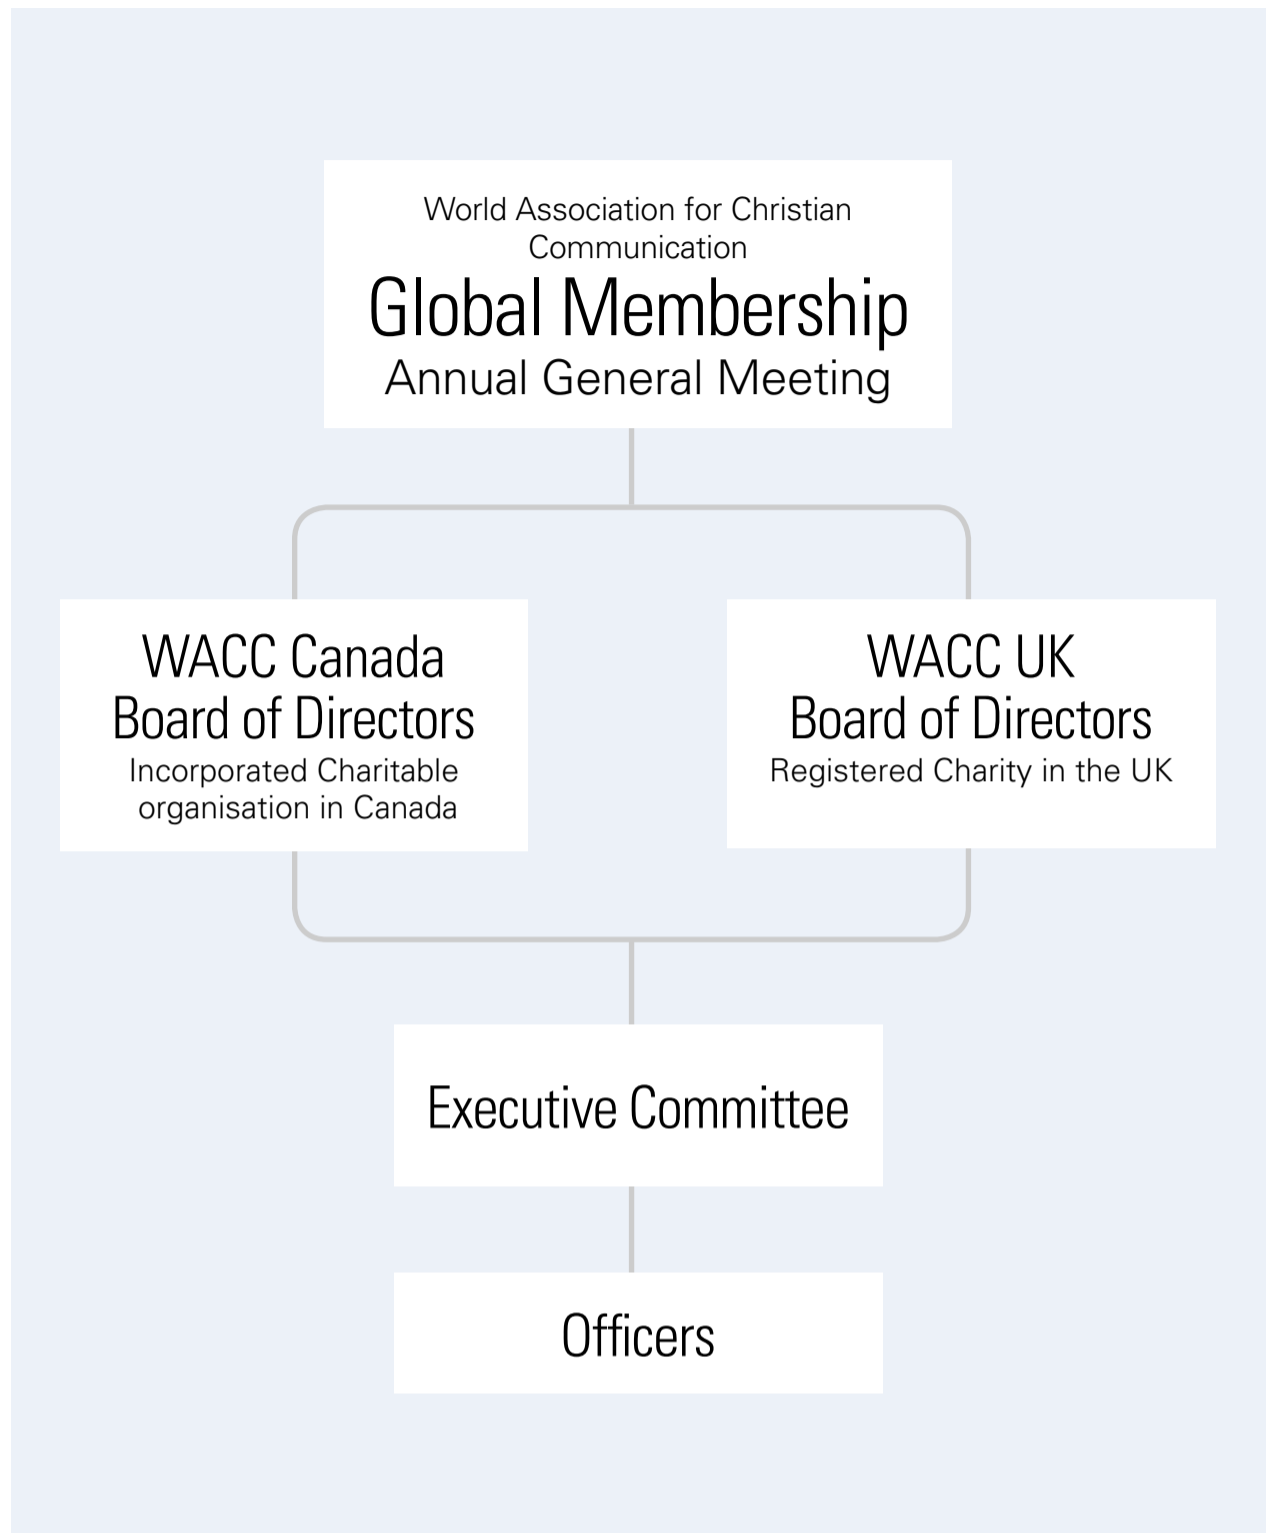 World Association for Christian
Communication
Global Membership
Annual General Meeting
WACC Canada
Board of Directors
Incorporated Charitable
organisation in Canada
WACC UK
Board of Directors
Registered Charity in the UK
Executive Committee
Officers